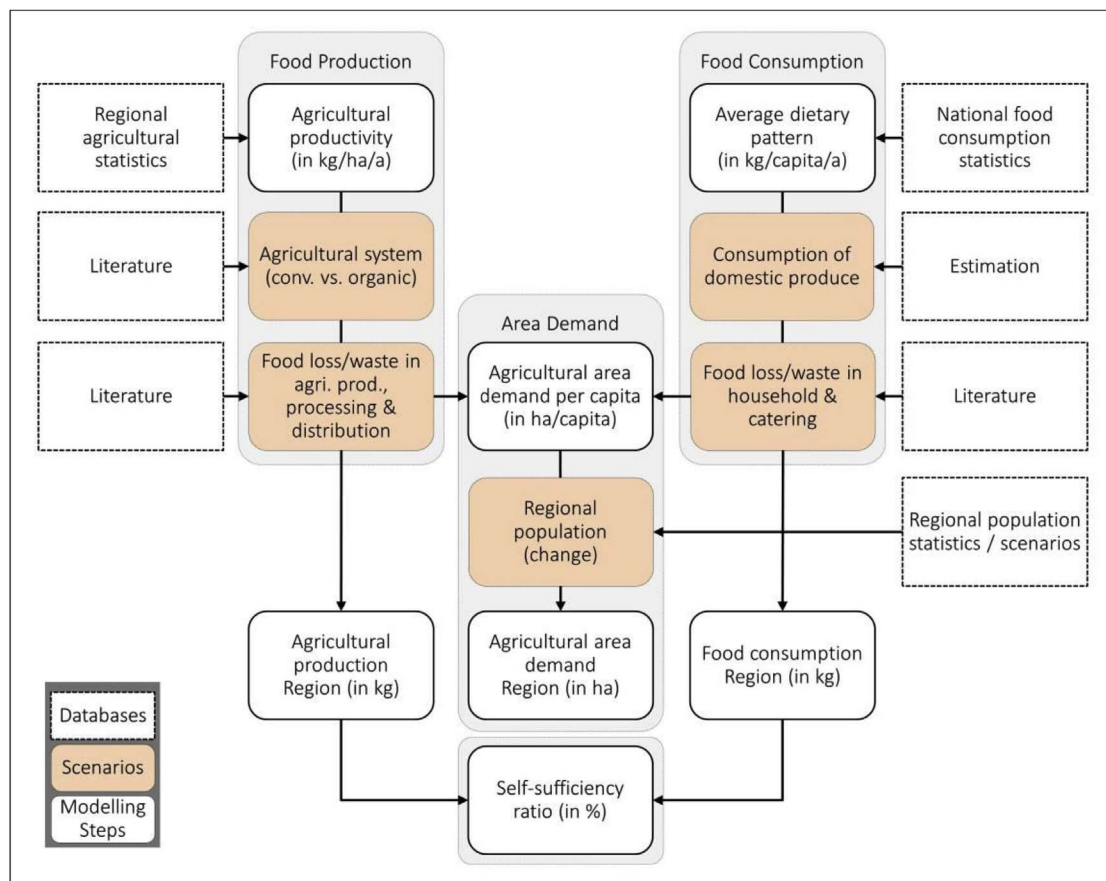 Food Production
Food Consumption
Regional
agricultural
statistics
Agricultural
productivity
(in kg/ha/a)
Average dietary
pattern
(in kg/capita/a)
National food
consumption
statistics
Literature
Agricultural system
(conv. vs. organic)
Consumption of
domestic produce
Estimation
Area Demand
Literature
Food loss/waste in
agri. prod.,
processing &
distribution
Agricultural area
demand per capita
(in ha/capita)
Food loss/waste in
household &
catering
Literature
Regional
population
(change)
Regional population
statistics / scenarios
Agricultural
production
Region (in kg)
Agricultural area
demand
Region (in ha)
Food consumption
Region (in kg)
Databases
Scenarios
Modelling
Steps
Self-sufficiency
ratio (in %)